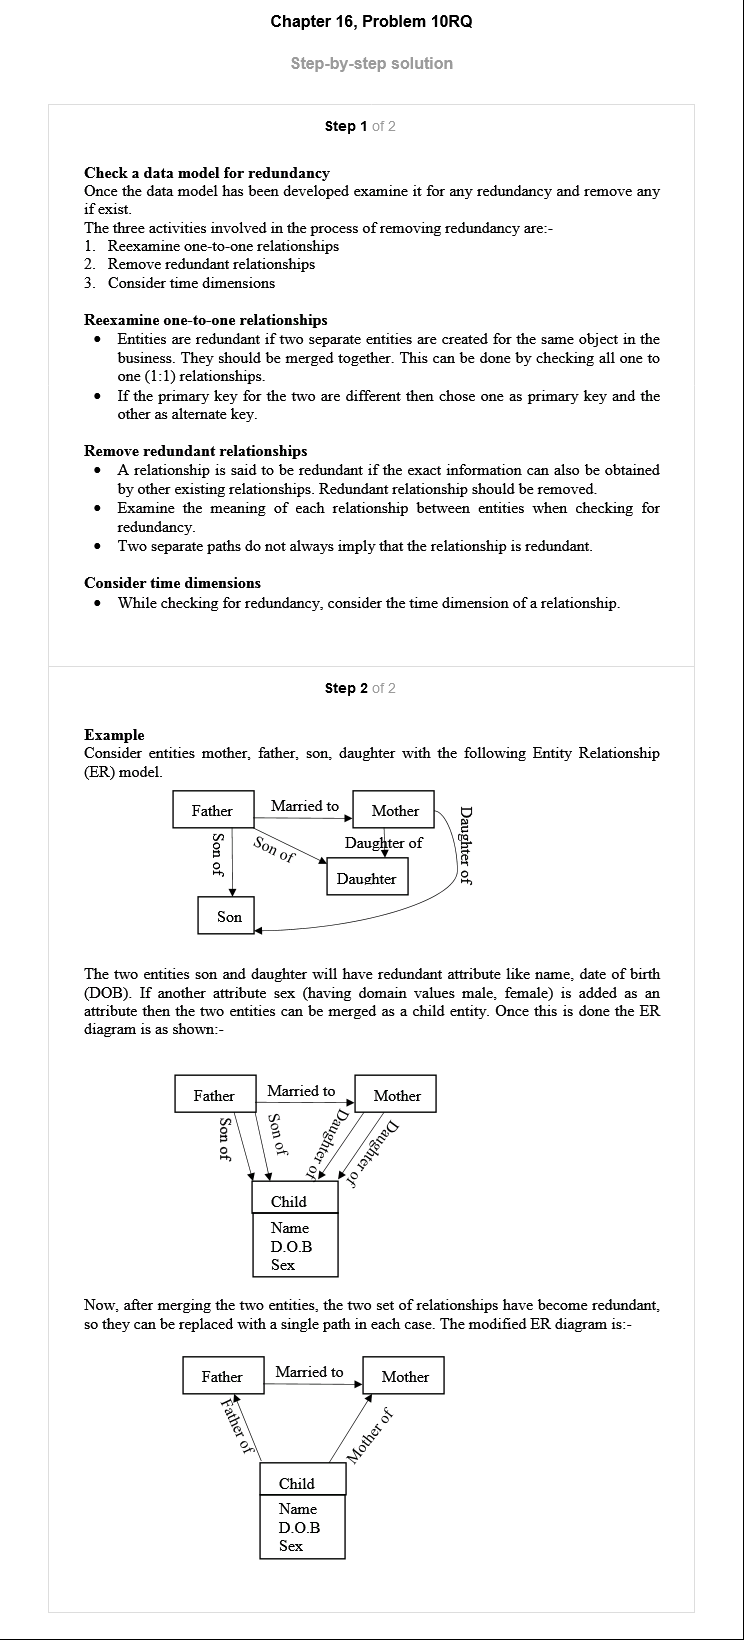 Chapter 16, Problem 10RQ
Step-by-step solution
Step 1 of 2
Check a data model for redundancy
Once the data model has been developed examine it for any redundancy and remove any
if exist.
The three activities involved in the process of removing redundancy are:-
1. Reexamine one-to-one relationships
2. Remove redundant relationships
3. Consider time dimensions
Reexamine one-to-one relationships
• Entities are redundant if two separate entities are created for the same object in the
business. They should be merged together. This can be done by checking all one to
one (1:1) relationships.
• If the primary key for the two are different then chose one as primary key and the
other as alternate key.
Remove redundant relationships
• A relationship is said to be redundant if the exact information can also be obtained
by other existing relationships. Redundant relationship should be removed.
• Examine the meaning of each relationship between entities when checking for
redundancy.
• Two separate paths do not always imply that the relationship is redundant.
Consider time dimensions
• While checking for redundancy, consider the time dimension of a relationship.
Step 2 of 2
Example
Consider entities mother, father, son, daughter with the following Entity Relationship
(ER) model.
Father
Married to
Mother
Son of
Son of
Daughter of
Daughter of
Daughter
Son
The two entities son and daughter will have redundant attribute like name, date of birth
(DOB). If another attribute sex (having domain values male, female) is added as an
attribute then the two entities can be merged as a child entity. Once this is done the ER
diagram is as shown:-
Father
Married to
Mother
Son of
Son of
Daughter of
Daughter of
Child
Name
D.O.B
Sex
Now, after merging the two entities, the two set of relationships have become redundant,
so they can be replaced with a single path in each case. The modified ER diagram is:-
Father
Married to
Mother
Father of
Mother of
Child
Name
D.O.B
Sex